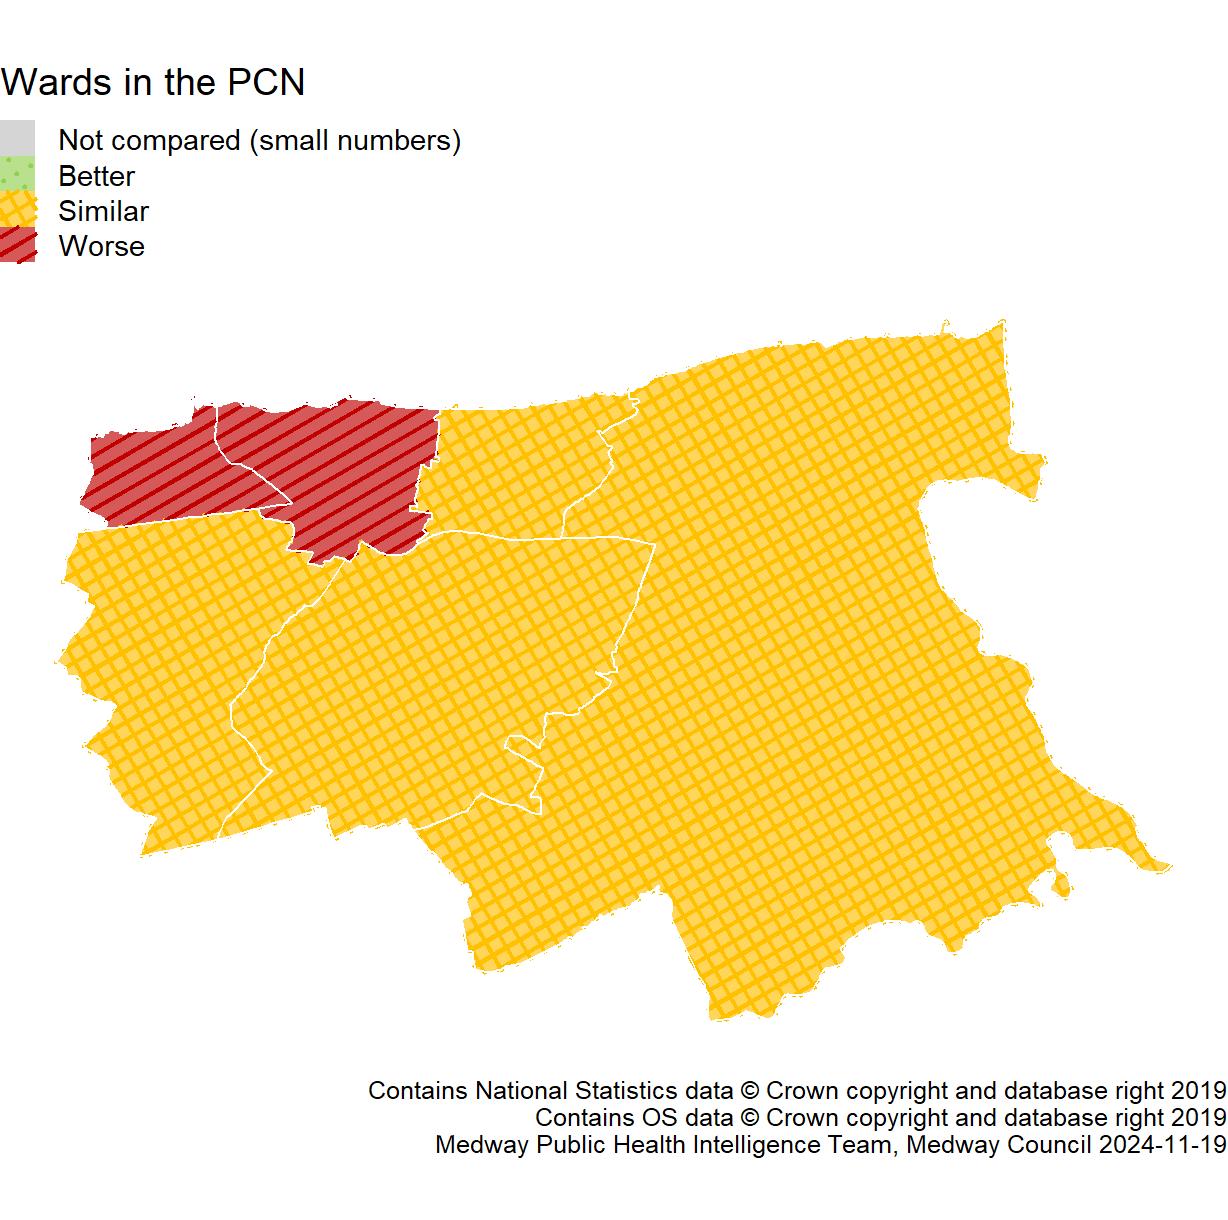 Wards in the PCN
Not compared (small numbers)
Better
Similar
Worse
Contains National Statistics data © Crown copyright and database right 2019
Contains OS data © Crown copyright and database right 2019
Medway Public Health Intelligence Team, Medway Council 2024-11-19